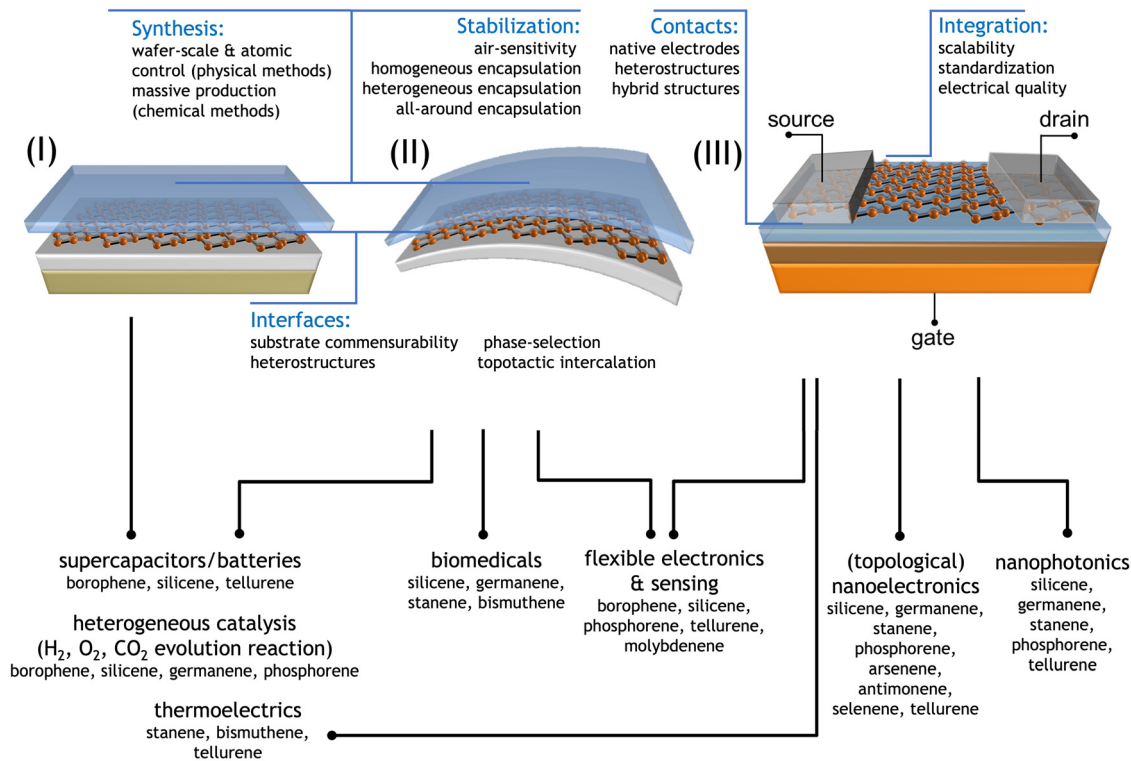 Synthesis:
wafer-scale & atomic
control (physical methods)
massive production
(chemical methods)
Stabilization:
air-sensitivity
homogeneous encapsulation
heterogeneous encapsulation
all-around encapsulation
Contacts:
native electrodes
heterostructures
hybrid structures
Integration:
scalability
standardization
electrical quality
(I)
(II)
(III)
source
drain
gate
Interfaces:
substrate commensurability
heterostructures
phase-selection
topotactic intercalation
supercapacitors/batteries
borophene, silicene, tellurene
heterogeneous catalysis
(H₂, O₂, CO₂ evolution reaction)
borophene, silicene, germanene, phosphorene
thermoelectrics
stanene, bismuthene,
tellurene
biomedicals
silicene, germanene,
stanene, bismuthene
flexible electronics
& sensing
borophene, silicene,
phosphorene, tellurene,
molybdenene
(topological)
nanoelectronics
silicene, germanene,
stanene,
phosphorene,
arsenene,
antimonene,
selenene, tellurene
nanophotonics
silicene,
germanene,
stanene,
phosphorene,
tellurene